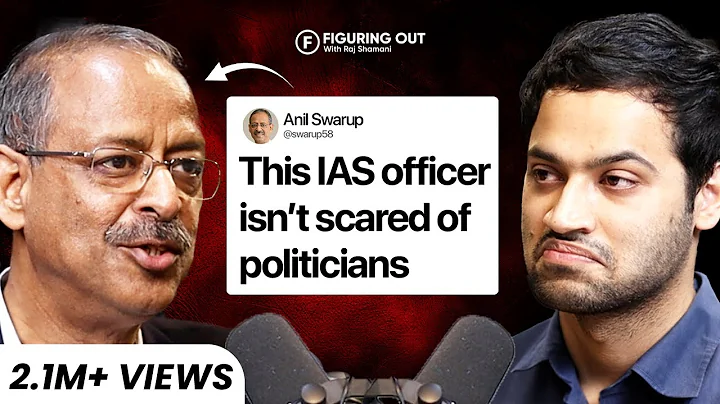 F
FIGURING OUT
With Raj Shamani
Anil Swarup
@swarup58
This IAS officer
isn't scared of
politicians
2.1M+ VIEWS